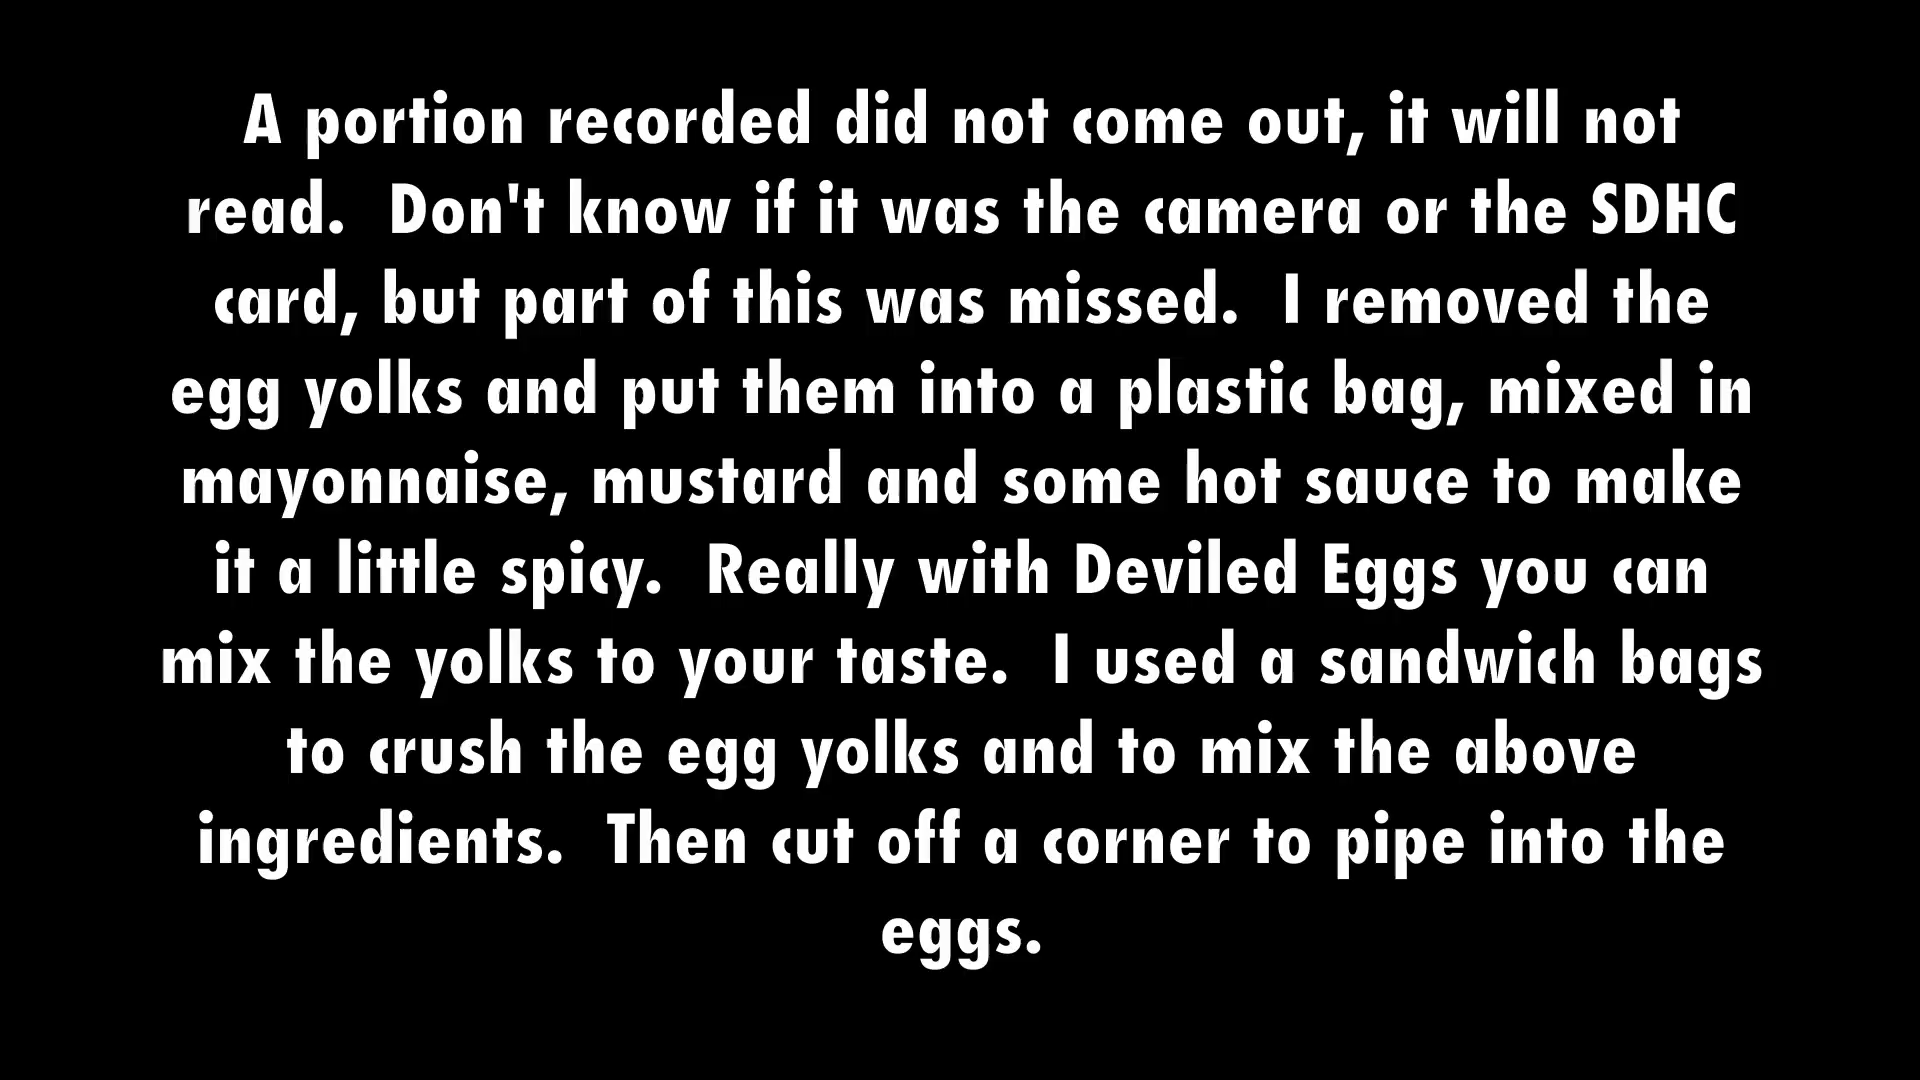 A portion recorded did not come out, it will not
read.  Don't know if it was the camera or the SDHC
card, but part of this was missed.  I removed the
egg yolks and put them into a plastic bag, mixed in
mayonnaise, mustard and some hot sauce to make
it a little spicy.  Really with Deviled Eggs you can
mix the yolks to your taste.  I used a sandwich bags
to crush the egg yolks and to mix the above
ingredients.  Then cut off a corner to pipe into the
eggs.